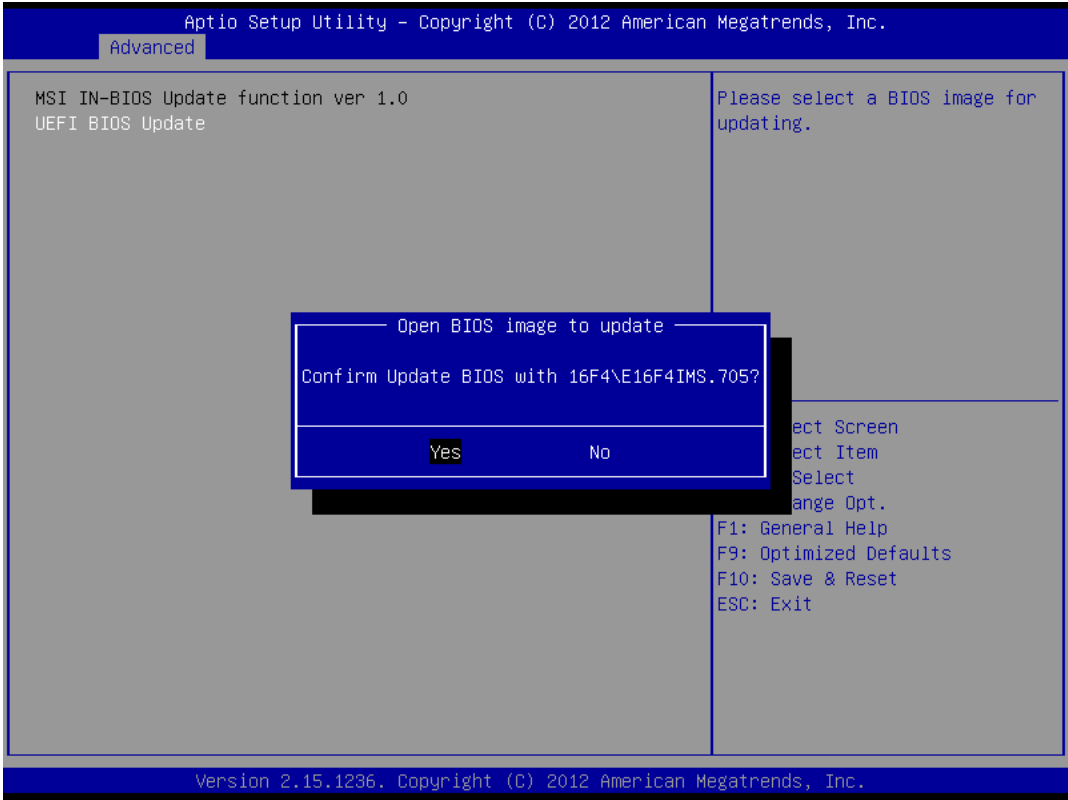 Aptio Setup Utility – Copyright (C) 2012 American Megatrends, Inc.
Advanced
MSI IN-BIOS Update function ver 1.0
UEFI BIOS Update
Please select a BIOS image for
updating.
Open BIOS image to update
Confirm Update BIOS with 16F4\E16F4IMS.705?
Yes No
ect Screen
ect Item
Select
ange Opt.
F1: General Help
F9: Optimized Defaults
F10: Save & Reset
ESC: Exit
Version 2.15.1236. Copyright (C) 2012 American Megatrends, Inc.